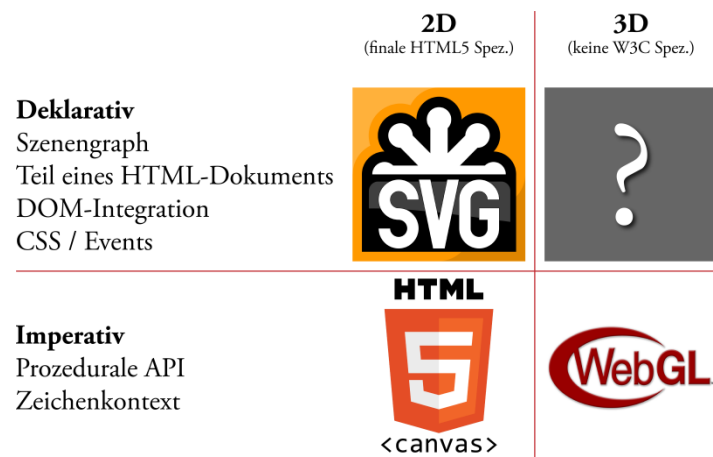 2D
(finale HTML5 Spez.)
3D
(keine W3C Spez.)
Deklarativ
Szenengraph
Teil eines HTML-Dokuments
DOM-Integration
CSS / Events
SVG
?
Imperativ
Prozedurale API
Zeichenkontext
HTML
5
<canvas>
WebGL